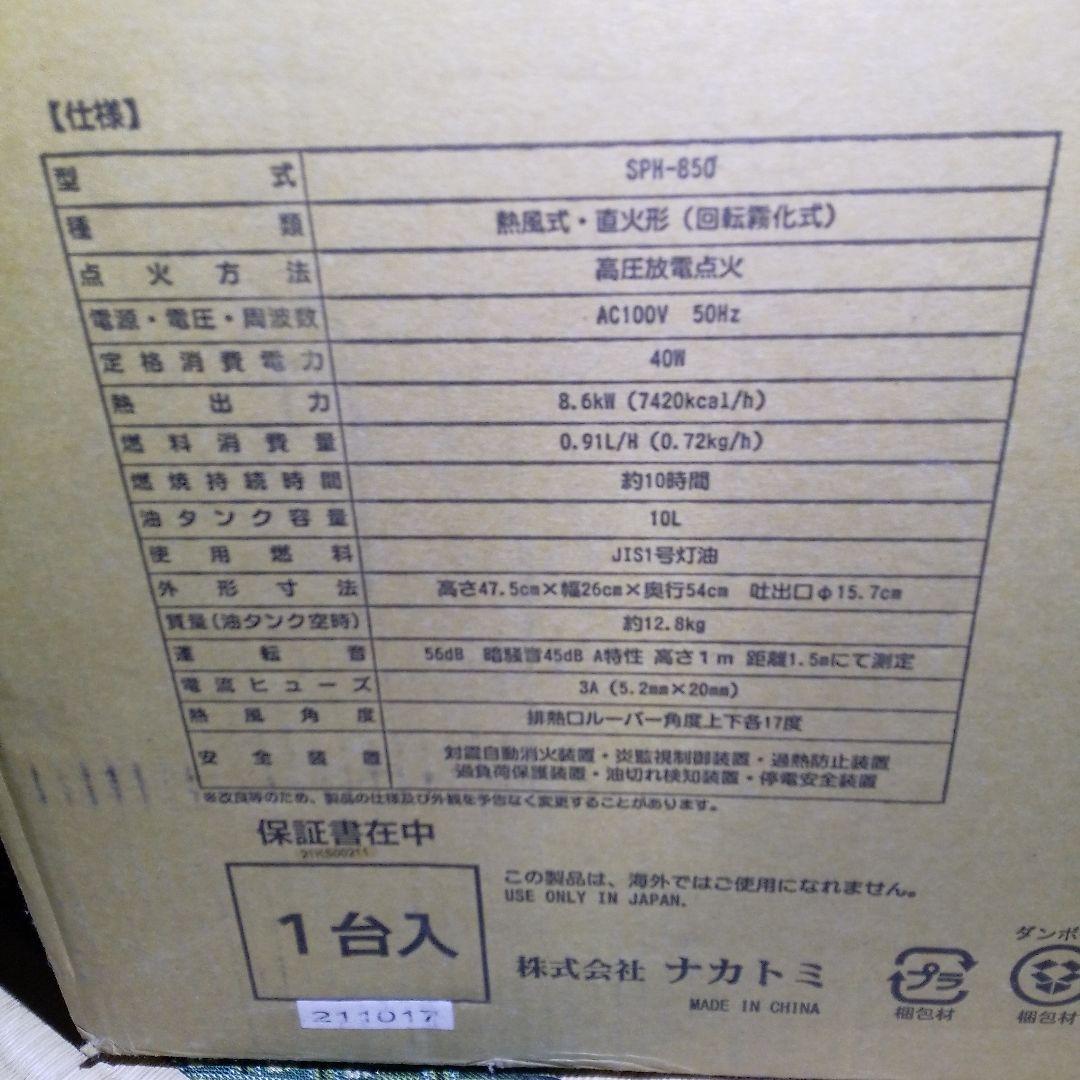 【仕様】
型式 SPH-850
種類 熱風式・直火形（回転霧化式）
点火方法 高圧放電点火
電源・電圧・周波数 AC100V 50Hz
定格消費電力 40W
熱出力 8.6kW（7420kcal/h）
燃料消費量 0.91L/H（0.72kg/h）
燃焼持続時間 約10時間
油タンク容量 10L
使用燃料 JIS1号灯油
外形寸法 高さ47.5cm×幅26cm×奥行54cm 吐出口φ15.7cm
質量（油タンク空時） 約12.8kg
運転音 56dB 暗騒音45dB A特性 高さ1m 距離1.5mにて測定
電流ヒューズ 3A（5.2mm×20mm）
熱風角度 排熱口ルーバー角度上下各17度
安全装置 対震自動消火装置・炎監視制御装置・過熱防止装置
過負荷保護装置・油切れ検知装置・停電安全装置
※改良等のため、製品の仕様及び外観を予告なく変更することがあります。
保証書在中
21KS00211
1台入
この製品は、海外ではご使用になれません。
USE ONLY IN JAPAN.
株式会社 ナカトミ
MADE IN CHINA
プラ
梱包材
ダンボ
梱包材
211017